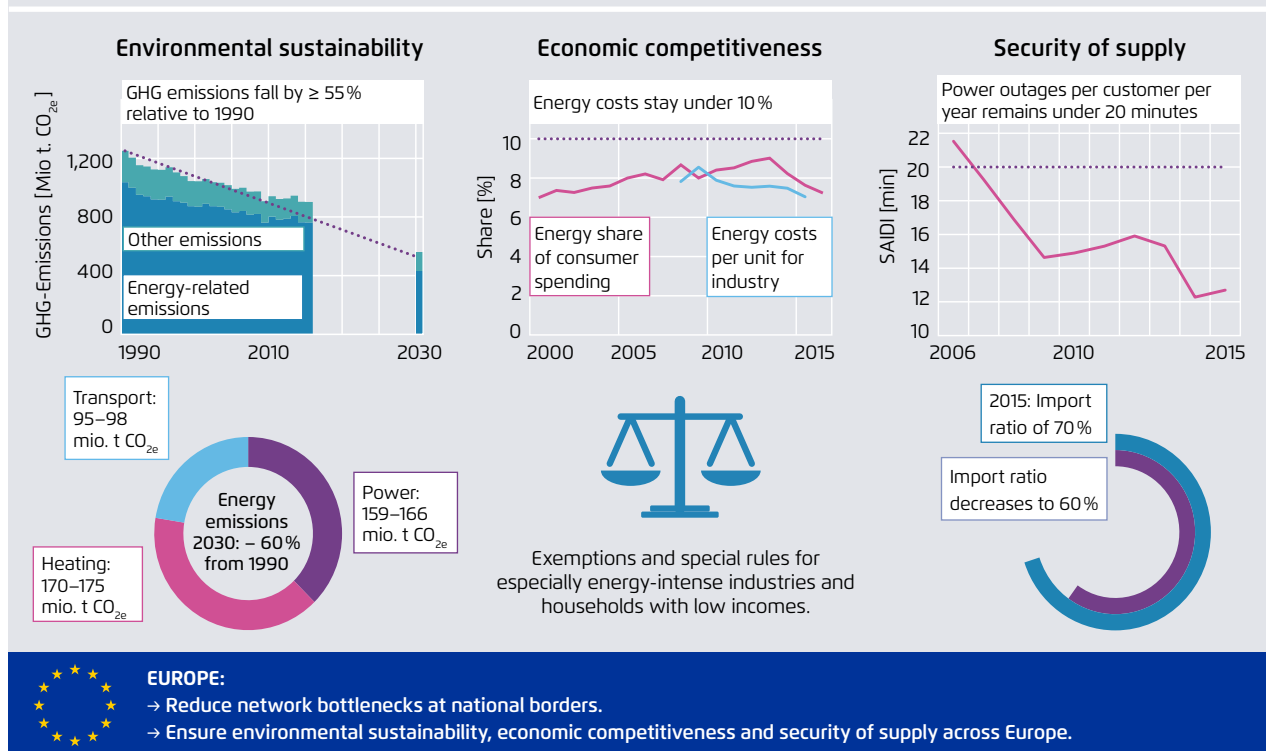 Environmental sustainability
GHG emissions fall by ≥ 55 %
relative to 1990
GHG-Emissions [Mio t. CO2e]
1,200
800
400
0
Other emissions
Energy-related
emissions
1990
2010
2030
Transport:
95–98
mio. t CO2e
Power:
159–166
mio. t CO2e
Heating:
170–175
mio. t CO2e
Energy
emissions
2030: – 60 %
from 1990
Economic competitiveness
Energy costs stay under 10 %
Share [%]
10
8
6
4
2
0
Energy share
of consumer
spending
Energy costs
per unit for
industry
2000
2005
2010
2015
Exemptions and special rules for
especially energy-intense industries and
households with low incomes.
Security of supply
Power outages per customer per
year remains under 20 minutes
SAIDI [min]
22
20
18
16
14
12
10
2006
2010
2015
2015: Import
ratio of 70 %
Import ratio
decreases to 60 %
EUROPE:
→ Reduce network bottlenecks at national borders.
→ Ensure environmental sustainability, economic competitiveness and security of supply across Europe.